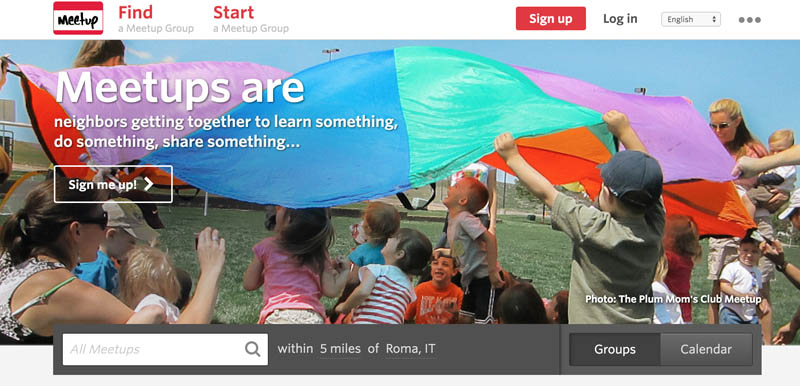 Meetup
Find
a Meetup Group
Start
a Meetup Group
Sign up
Log in
English
Meetups are
neighbors getting together to learn something,
do something, share something...
Sign me up!
Photo: The Plum Mom's Club Meetup
All Meetups
within 5 miles of Roma, IT
Groups
Calendar